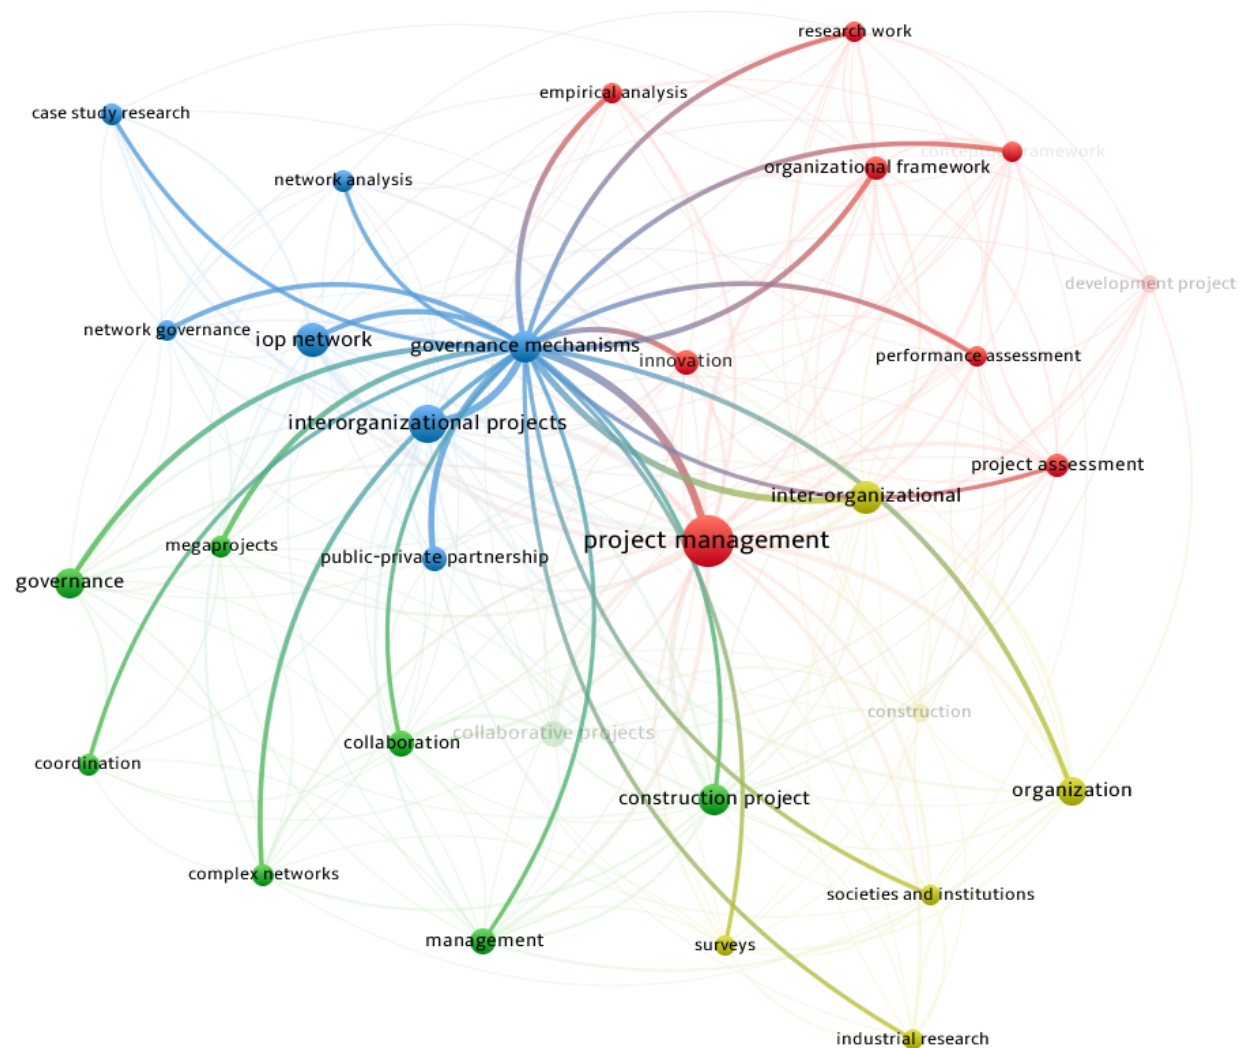 research work
empirical analysis
case study research
conceptual framework
organizational framework
network analysis
development project
network governance
iop network
governance mechanisms
innovation
performance assessment
interorganizational projects
project assessment
inter-organizational
project management
megaprojects
public-private partnership
governance
construction
collaborative projects
collaboration
coordination
construction project
organization
complex networks
societies and institutions
management
surveys
industrial research